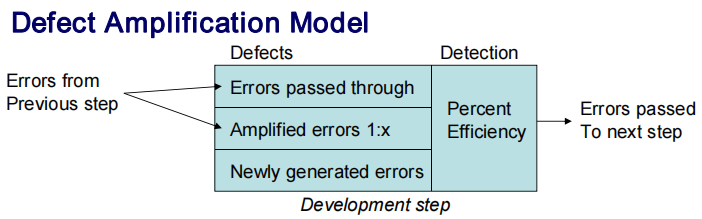 Defect Amplification Model
Defects
Detection
Errors from
Previous step
Errors passed through
Amplified errors 1:x
Newly generated errors
Percent
Efficiency
Errors passed
To next step
Development step